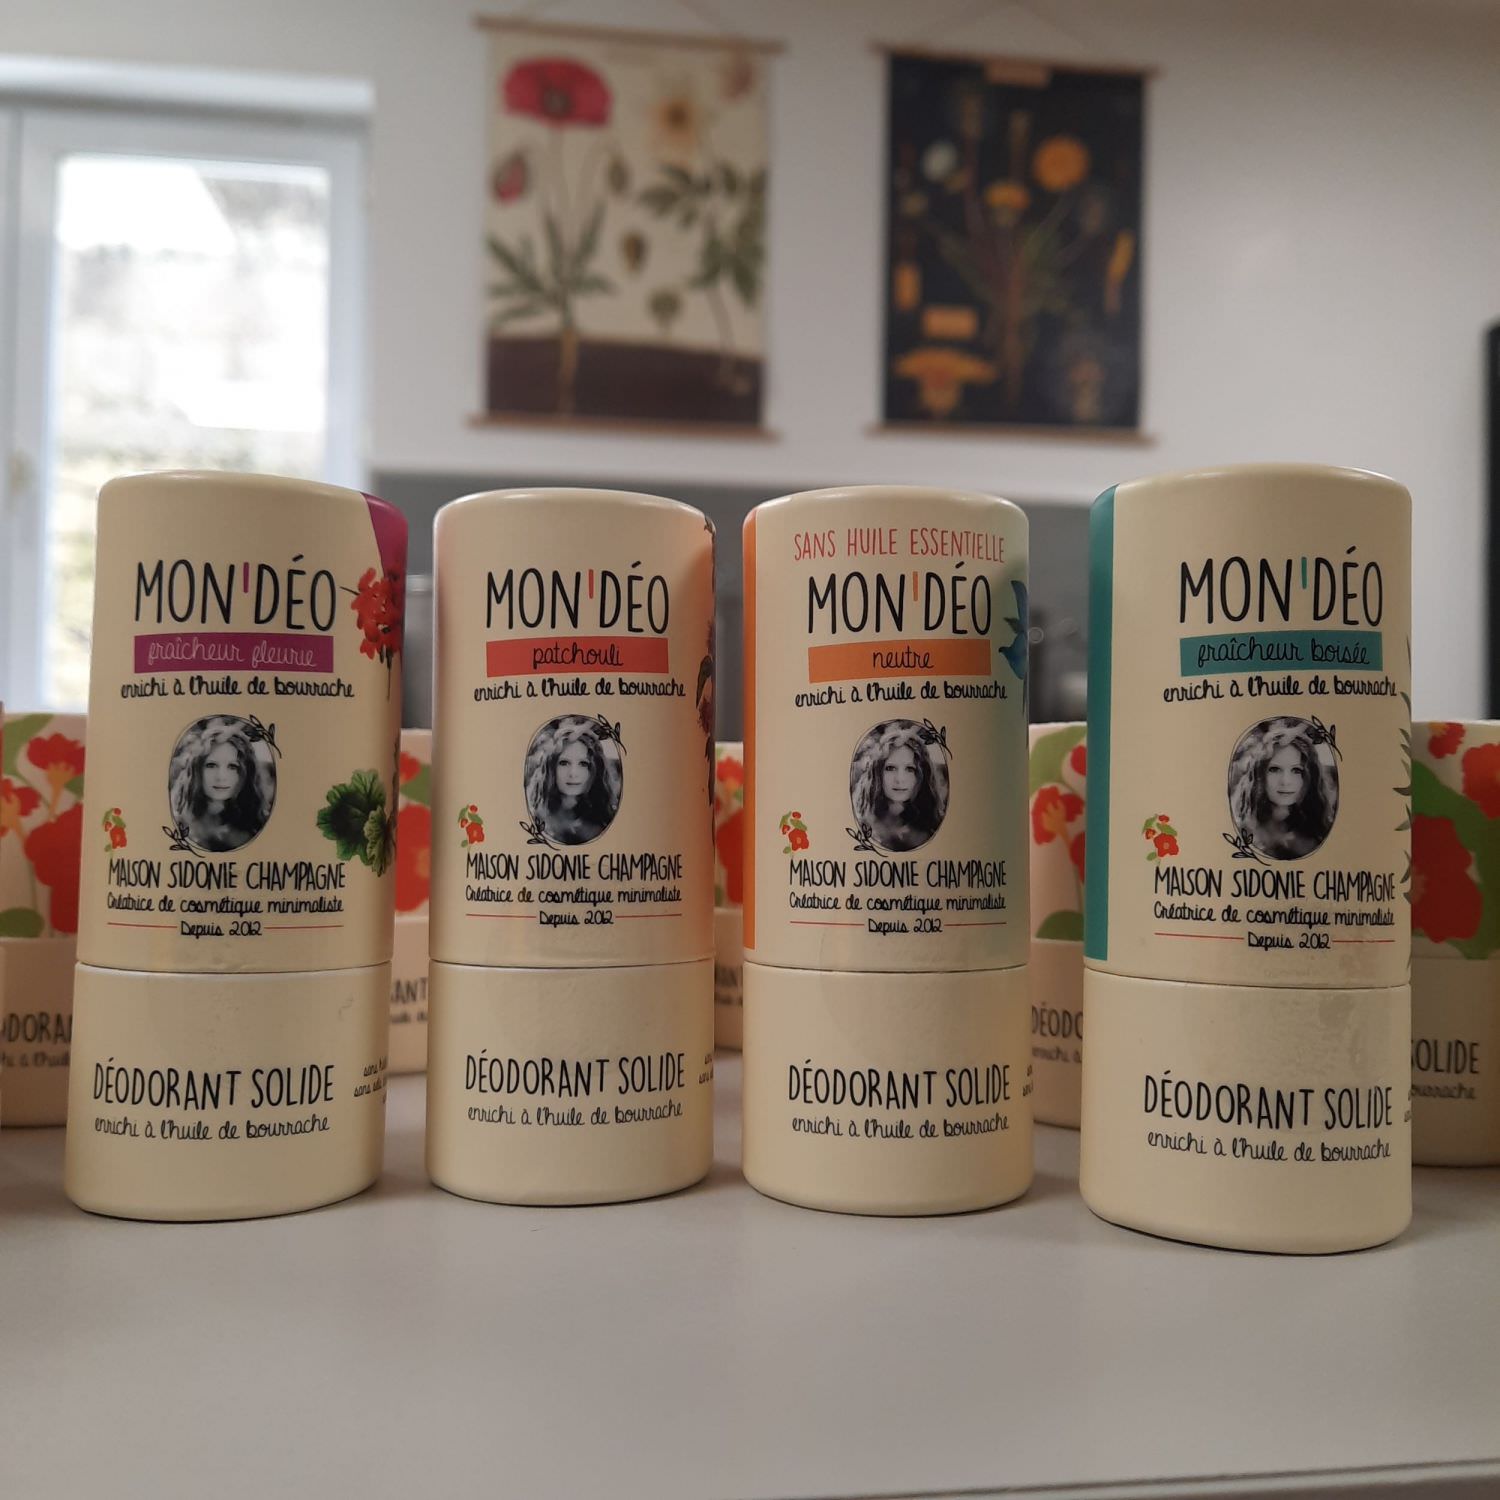 MON'DÉO
fraîcheur fleurie
enrichi à l'huile de bourrache
MAISON SIDONIE CHAMPAGNE
Créatrice de cosmétique minimaliste
Depuis 2012
DÉODORANT SOLIDE
enrichi à l'huile de bourrache
MON'DÉO
patchouli
enrichi à l'huile de bourrache
MAISON SIDONIE CHAMPAGNE
Créatrice de cosmétique minimaliste
Depuis 2012
DÉODORANT SOLIDE
enrichi à l'huile de bourrache
SANS HUILE ESSENTIELLE
MON'DÉO
neutre
enrichi à l'huile de bourrache
MAISON SIDONIE CHAMPAGNE
Créatrice de cosmétique minimaliste
Depuis 2012
DÉODORANT SOLIDE
enrichi à l'huile de bourrache
MON'DÉO
fraîcheur boisée
enrichi à l'huile de bourrache
MAISON SIDONIE CHAMPAGNE
Créatrice de cosmétique minimaliste
Depuis 2012
DÉODORANT SOLIDE
enrichi à l'huile de bourrache